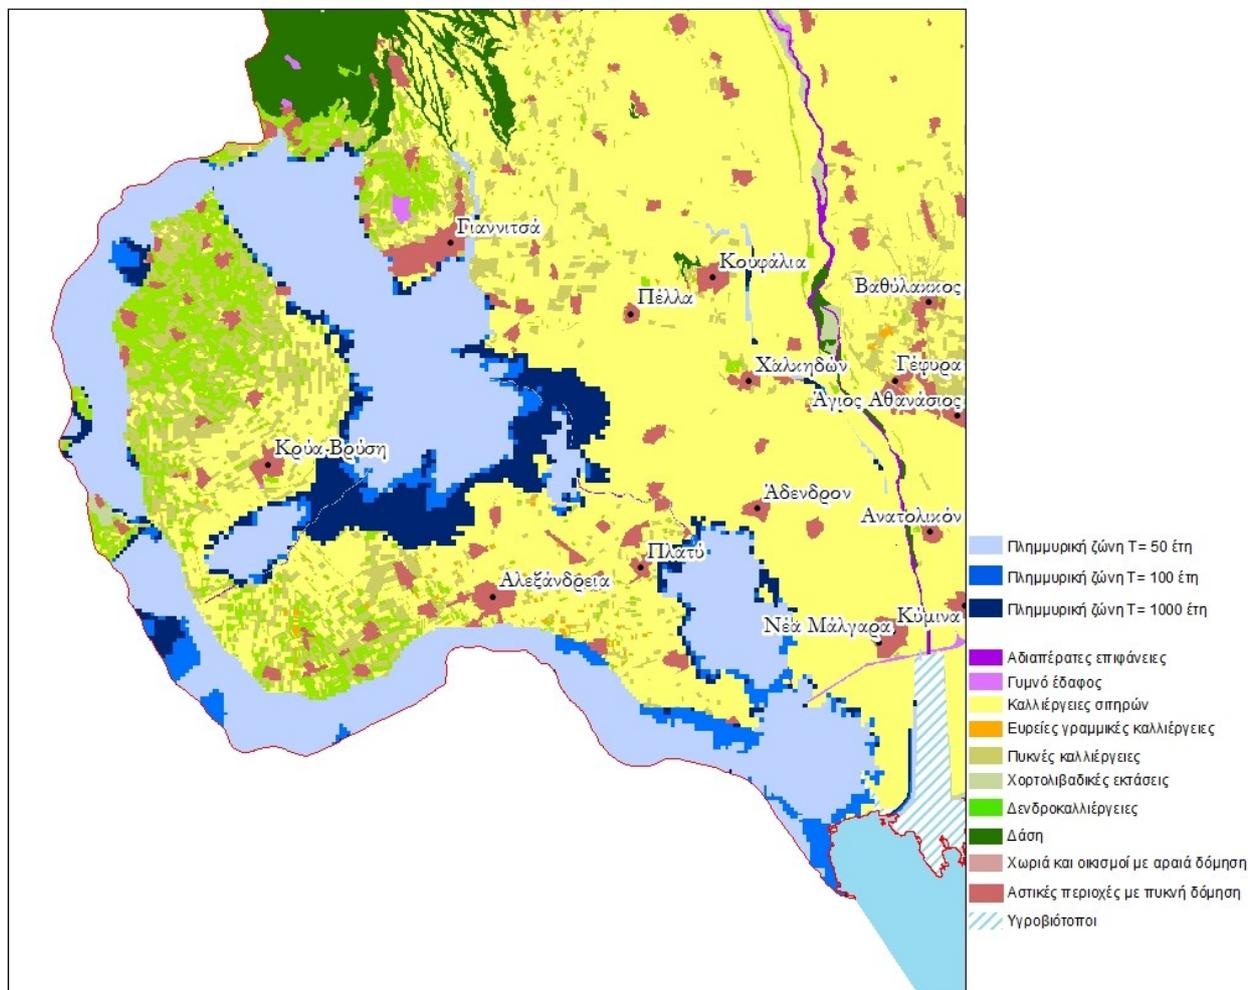 Γιαννιτσά
Κουφάλια
Πέλλα
Βαθύλακκος
Χαλκηδών
Γέφυρα
Άγιος Αθανάσιος
Κρύα Βρύση
Άδενδρον
Ανατολικόν
Πλατύ
Αλεξάνδρεια
Νέα Μάλγαρα
Κύμινα
Πλημμυρική ζώνη T= 50 έτη
Πλημμυρική ζώνη T= 100 έτη
Πλημμυρική ζώνη T= 1000 έτη
Αδιαπέρατες επιφάνειες
Γυμνό έδαφος
Καλλιέργειες σιτηρών
Ευρείες γραμμικές καλλιέργειες
Πυκνές καλλιέργειες
Χορτολιβαδικές εκτάσεις
Δενδροκαλλιέργειες
Δάση
Χωριά και οικισμοί με αραιά δόμηση
Αστικές περιοχές με πυκνή δόμηση
Υγροβιότοποι